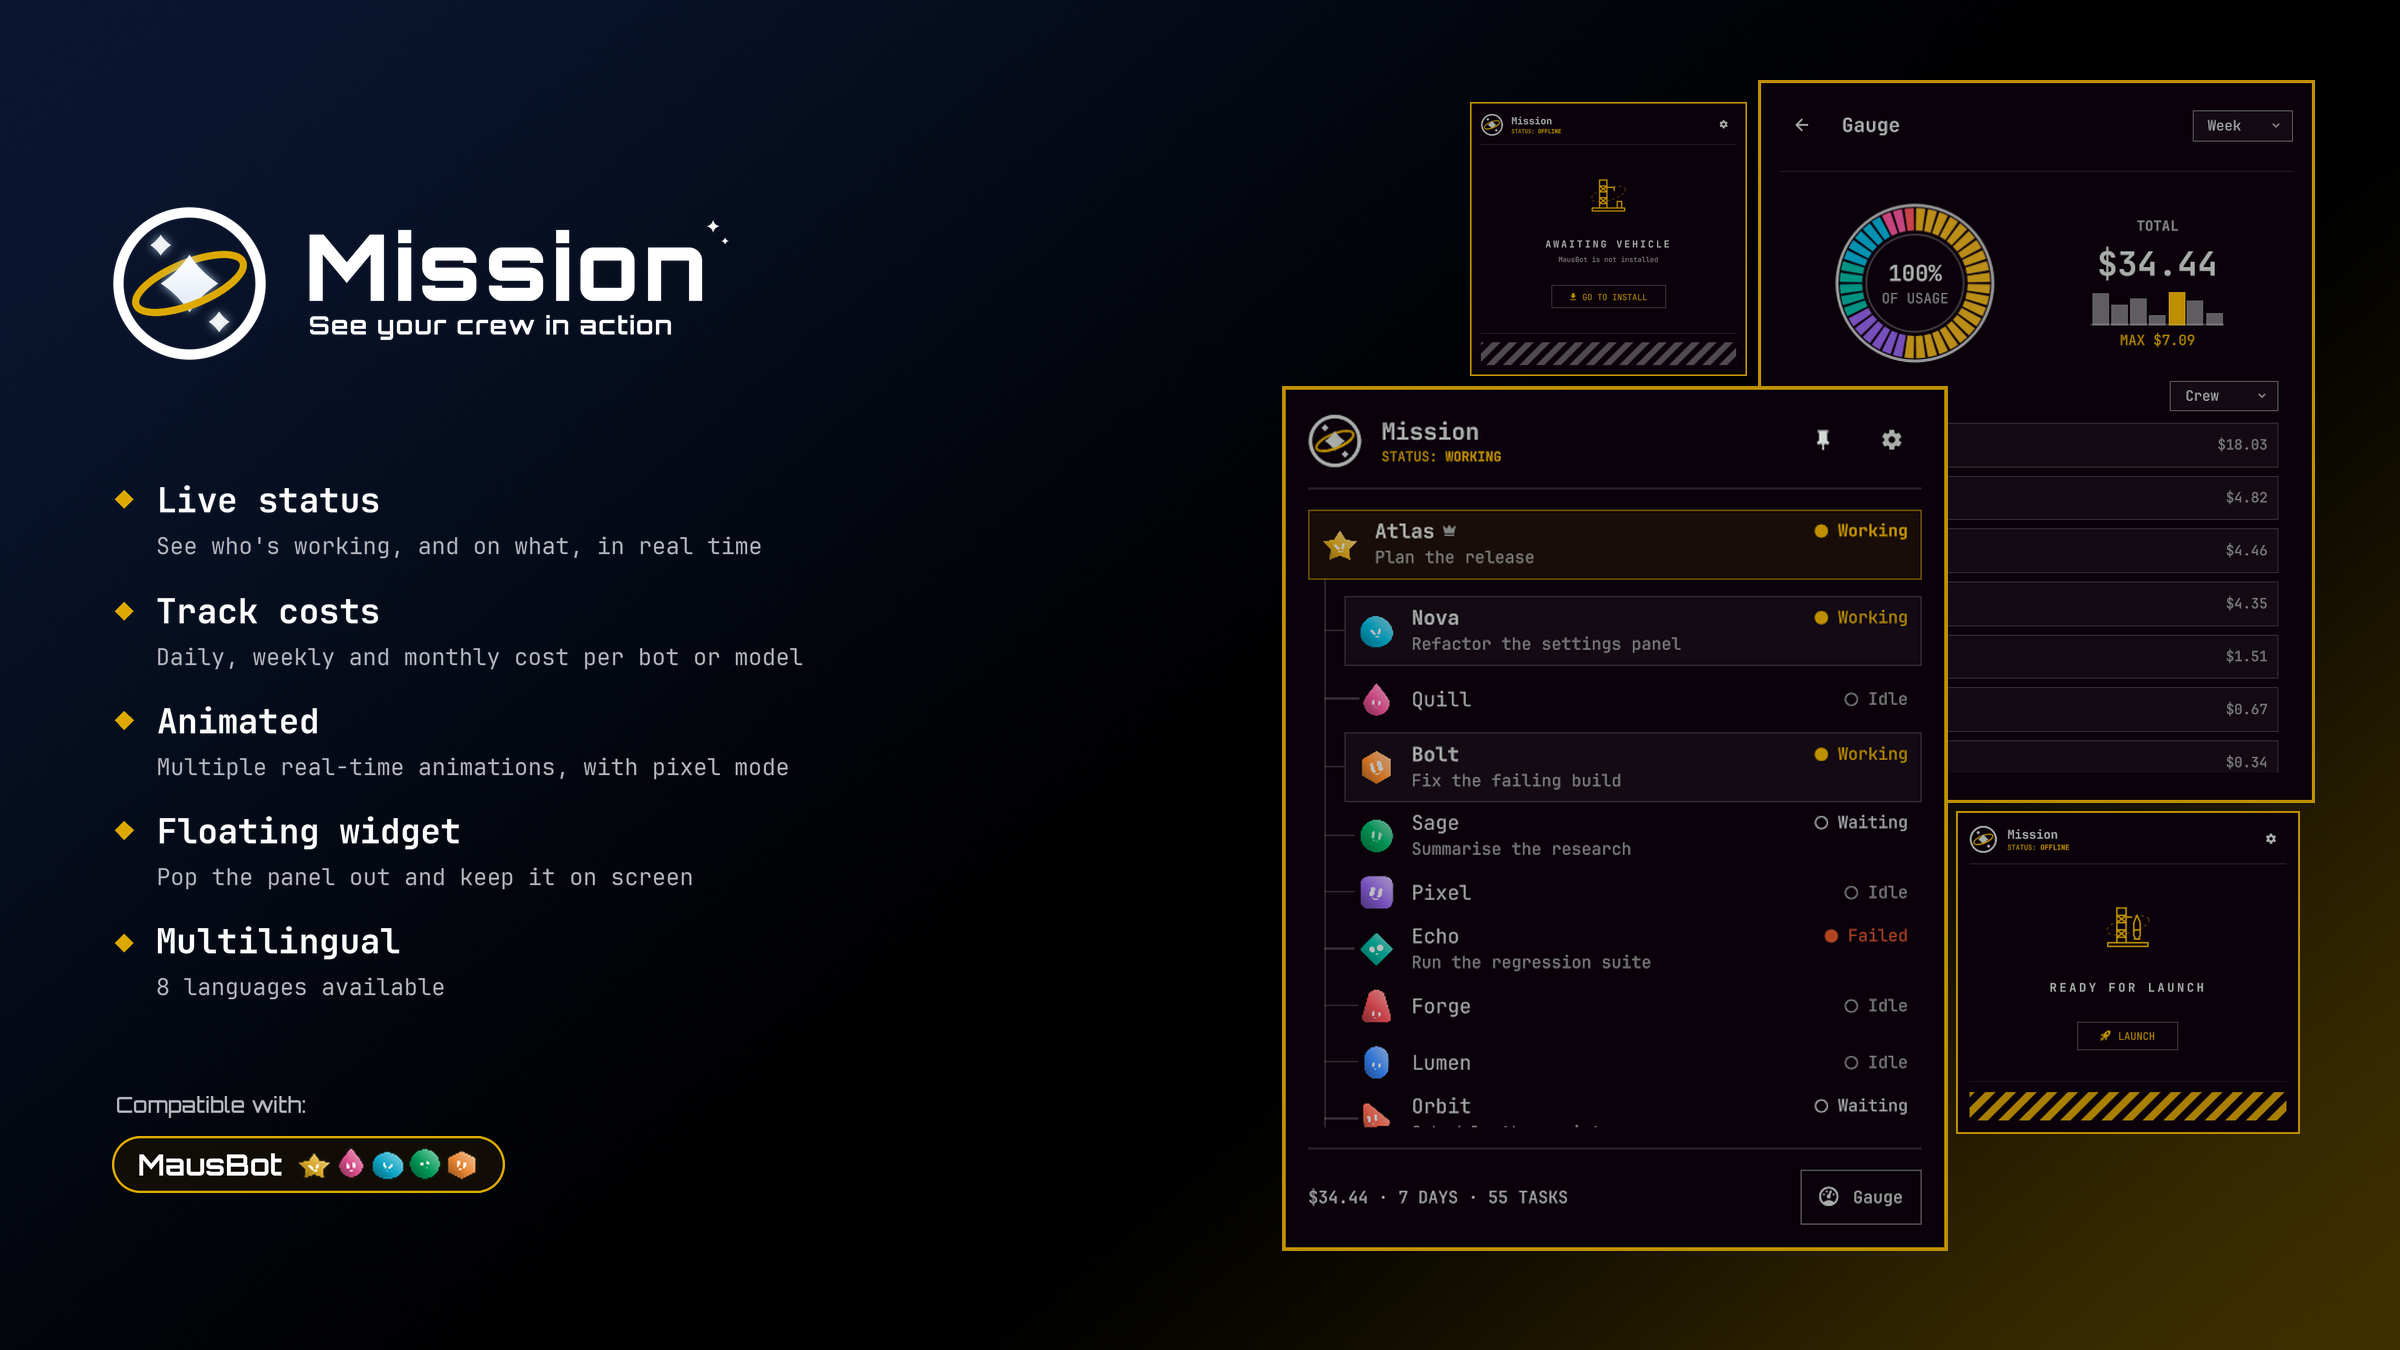 Mission
See your crew in action
Live status
See who's working, and on what, in real time
Track costs
Daily, weekly and monthly cost per bot or model
Animated
Multiple real-time animations, with pixel mode
Floating widget
Pop the panel out and keep it on screen
Multilingual
8 languages available
Compatible with:
MausBot
Mission
STATUS: OFFLINE
AWAITING VEHICLE
MausBot is not installed
GO TO INSTALL
Gauge
Week
100%
OF USAGE
TOTAL
$34.44
MAX $7.09
Crew
$18.03
$4.82
$4.46
$4.35
$1.51
$0.67
$0.34
Mission
STATUS: WORKING
Atlas
Working
Plan the release
Nova
Working
Refactor the settings panel
Quill
Idle
Bolt
Working
Fix the failing build
Sage
Waiting
Summarise the research
Pixel
Idle
Echo
Failed
Run the regression suite
Forge
Idle
Lumen
Idle
Orbit
Waiting
$34.44 · 7 DAYS · 55 TASKS
Gauge
Mission
STATUS: OFFLINE
READY FOR LAUNCH
LAUNCH